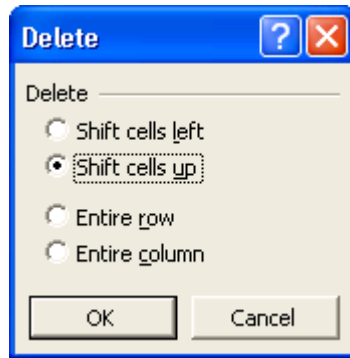 Delete
Delete
Shift cells left
Shift cells up
Entire row
Entire column
OK Cancel